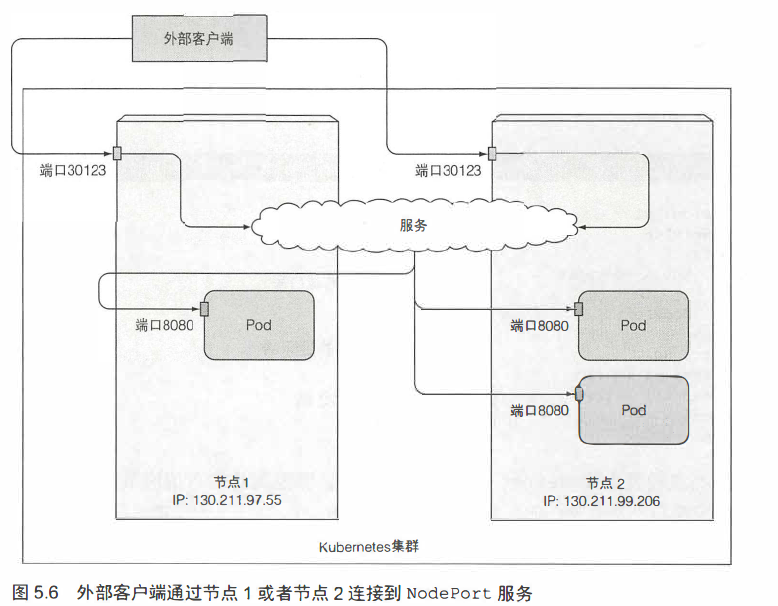 外部客户端
端口30123
端口30123
服务
端口8080
Pod
端口8080
Pod
端口8080
Pod
节点1
IP: 130.211.97.55
节点 2
IP: 130.211.99.206
Kubernetes集群
图 5.6 外部客户端通过节点 1 或者节点 2 连接到 NodePort 服务